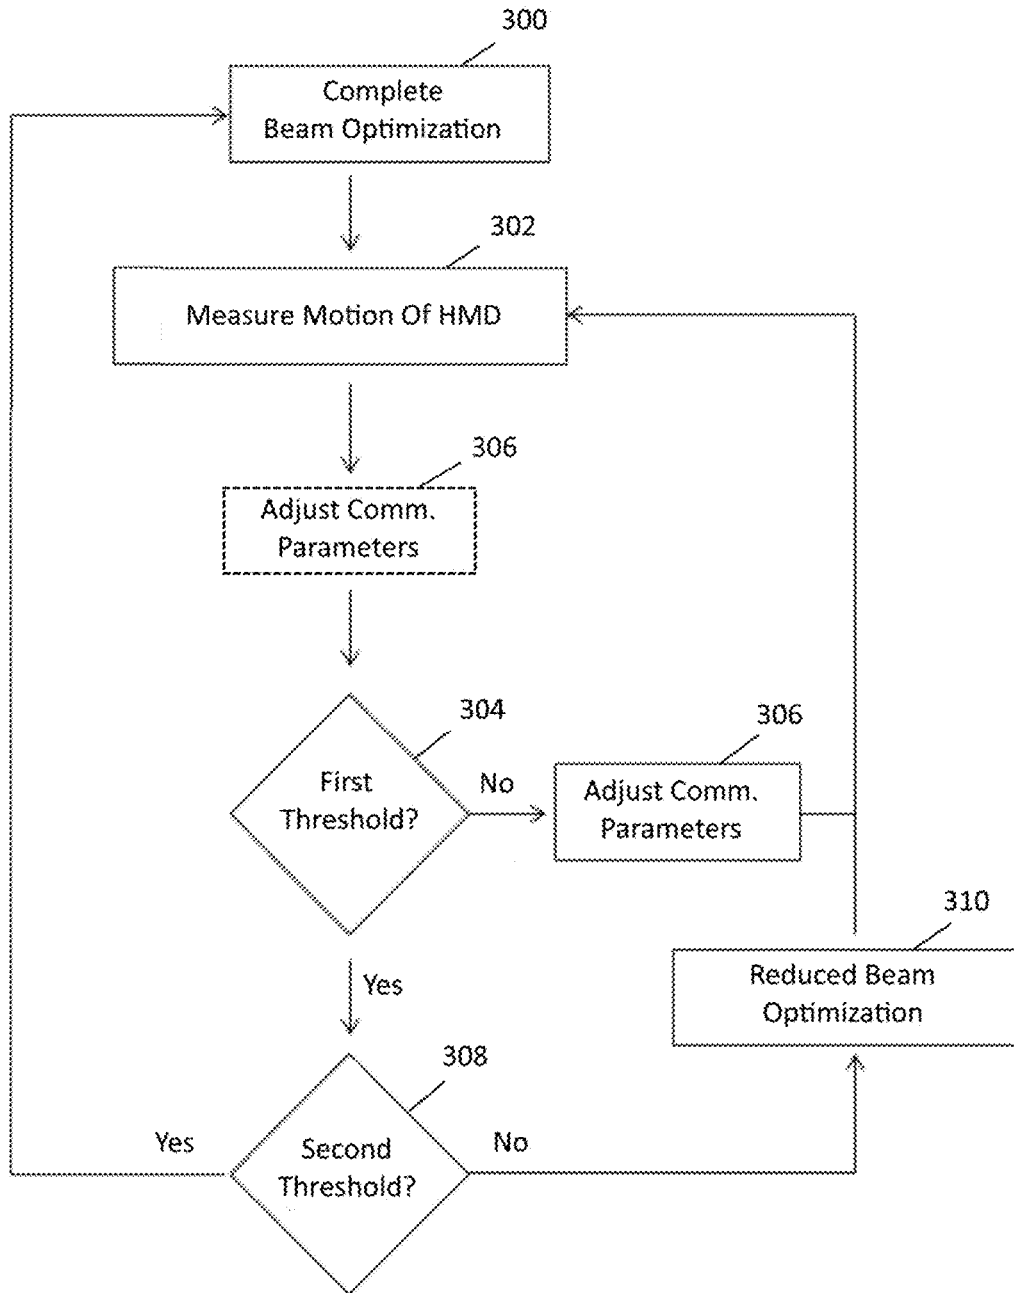 300
Complete
Beam Optimization
302
Measure Motion Of HMD
306
Adjust Comm.
Parameters
304
First
Threshold?
No
306
Adjust Comm.
Parameters
310
Reduced Beam
Optimization
Yes
308
Second
Threshold?
Yes
No